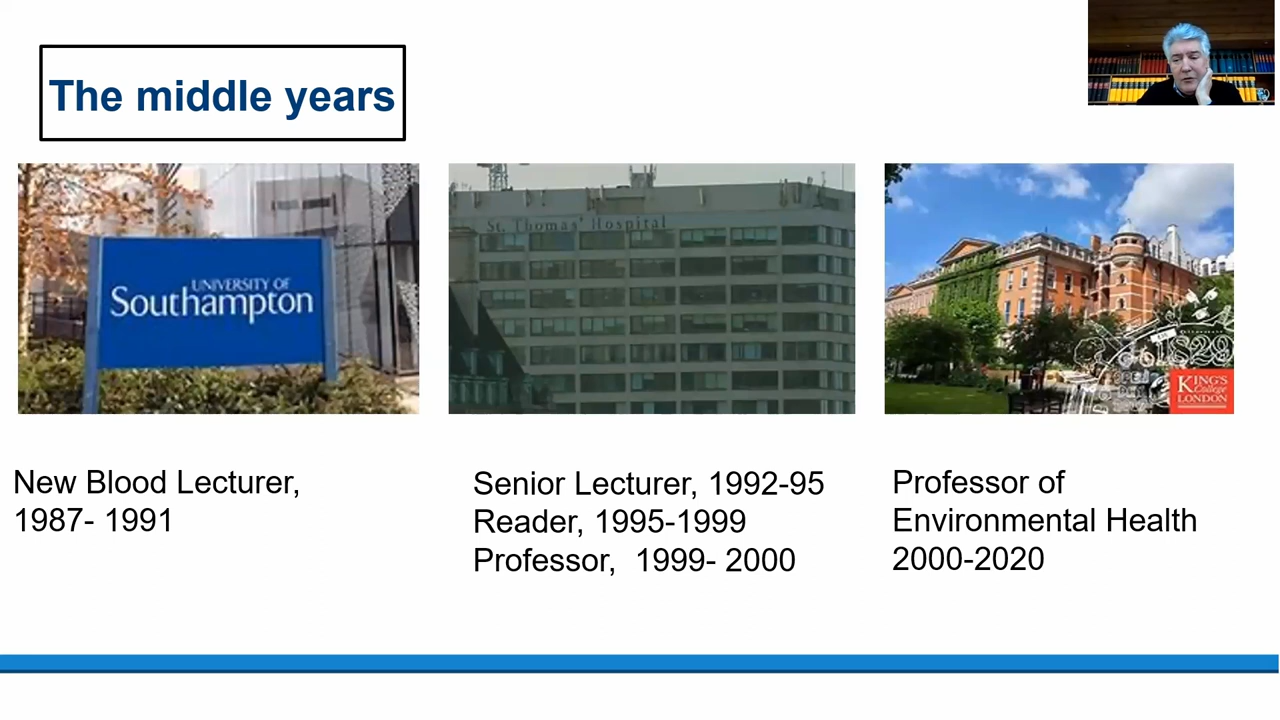 The middle years
UNIVERSITY OF
Southampton
St. Thomas' Hospital
1829
KING'S
College
LONDON
New Blood Lecturer,
1987- 1991
Senior Lecturer, 1992-95
Reader, 1995-1999
Professor,  1999- 2000
Professor of
Environmental Health
2000-2020